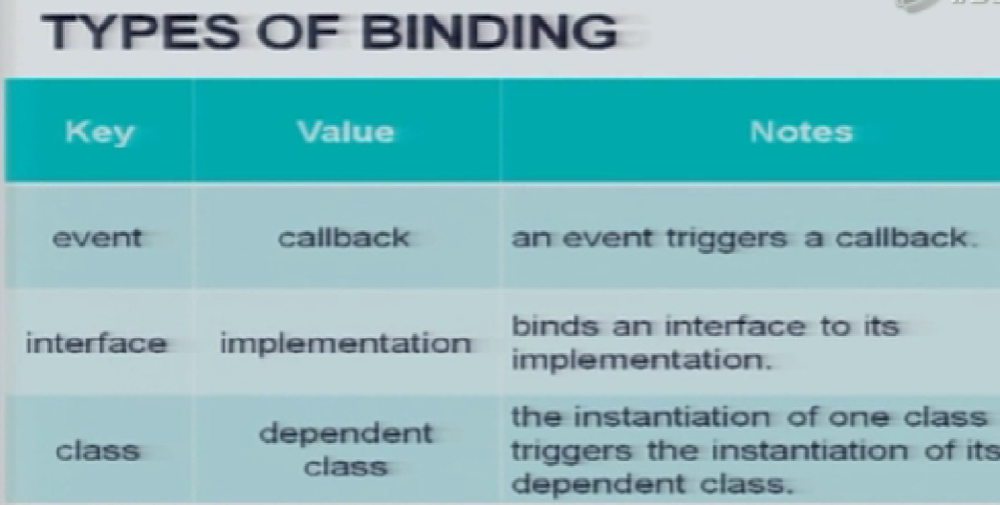 TYPES OF BINDING
Key Value Notes
event callback an event triggers a callback.
interface implementation binds an interface to its
implementation.
class dependent
class the instantiation of one class
triggers the instantiation of its
dependent class.